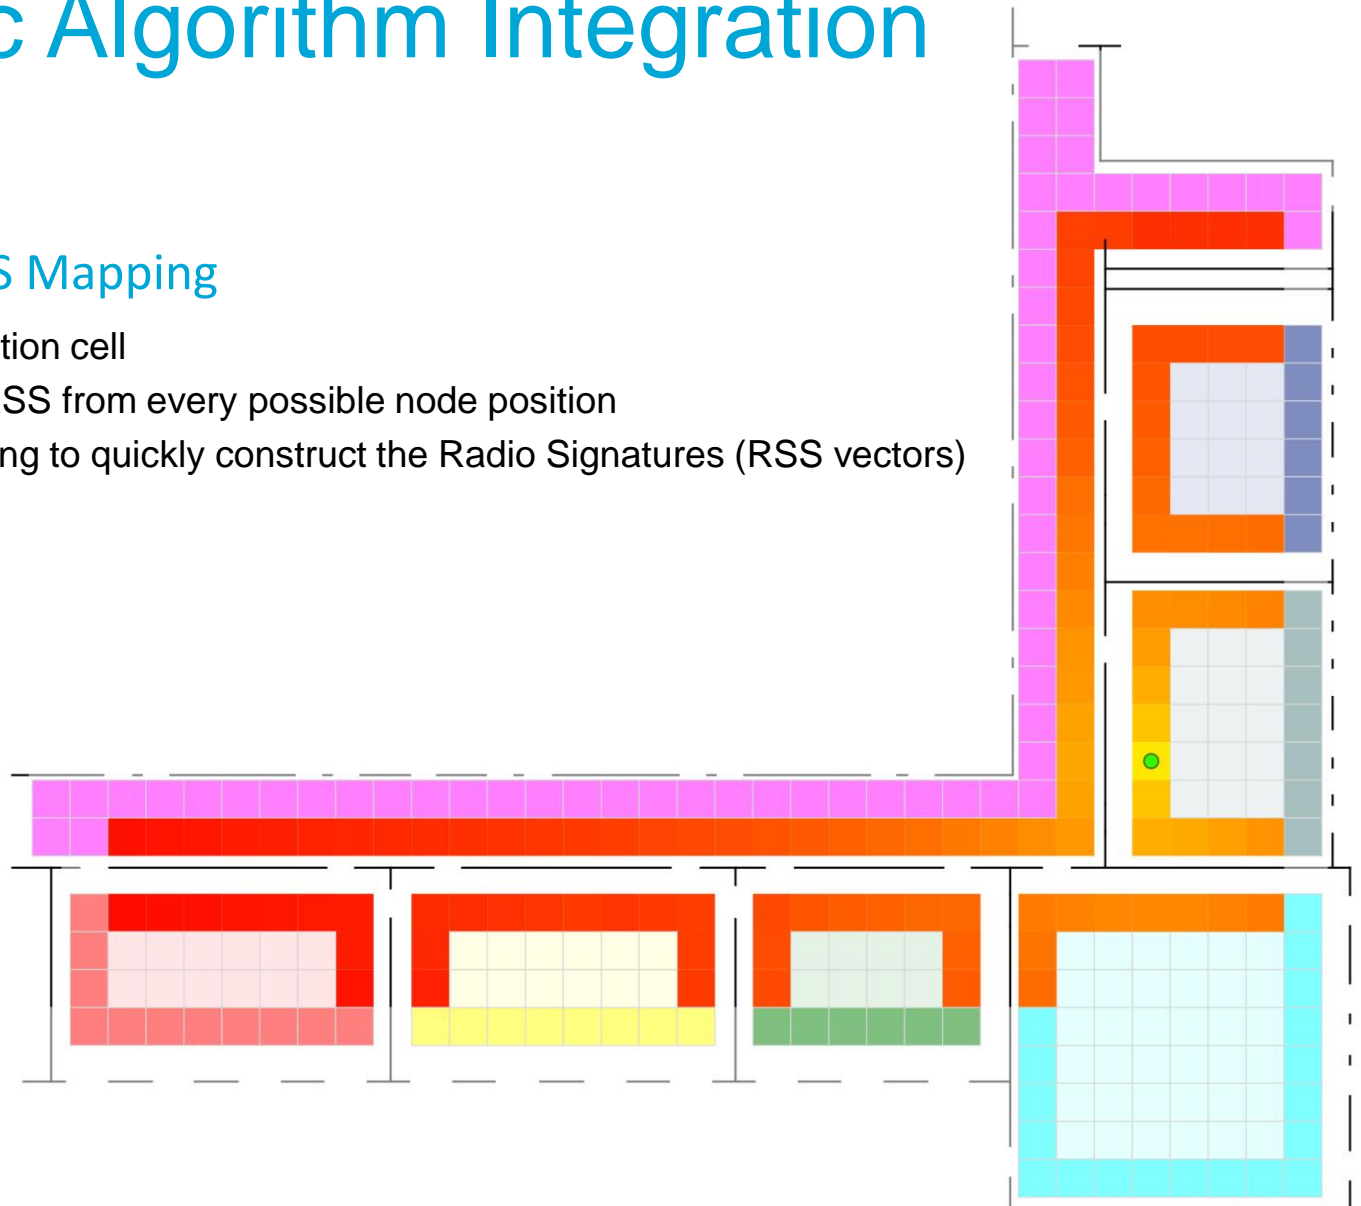 c Algorithm Integration
S Mapping
tion cell
SS from every possible node position
ng to quickly construct the Radio Signatures (RSS vectors)